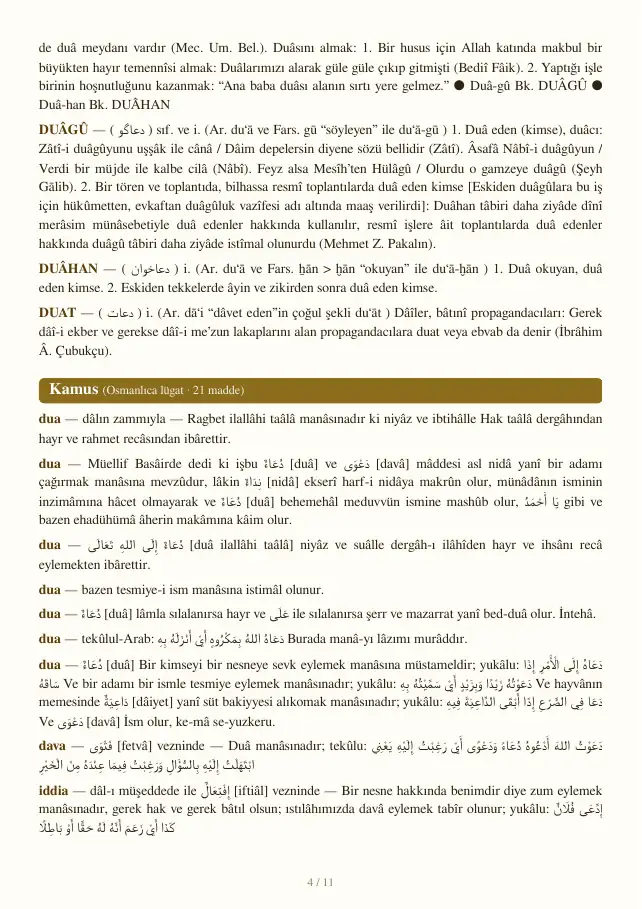 de duâ meydanı vardır (Mec. Um. Bel.). Duâsını almak: 1. Bir husus için Allah katında makbul bir
büyükten hayır temennîsi almak: Duâlarımızı alarak güle güle çıkıp gitmişti (Bediî Fâik). 2. Yaptığı işle
birinin hoşnutluğunu kazanmak: “Ana baba duâsı alanın sırtı yere gelmez.” ● Duâ-gû Bk. DUÂGÛ ●
Duâ-han Bk. DUÂHAN
DUÂGÛ — ( دعاگو ) sıf. ve i. (Ar. du‘ā ve Fars. gū “söyleyen” ile du‘ā-gū ) 1. Duâ eden (kimse), duâcı:
Zâtî-i duâgûyunu uşşâk ile cânâ / Dâim depelersin diyene sözü bellidir (Zâtî). Âsafâ Nâbî-i duâgûyun /
Verdi bir müjde ile kalbe cilâ (Nâbî). Feyz alsa Mesîh’ten Hülâgû / Olurdu o gamzeye duâgû (Şeyh
Gālib). 2. Bir tören ve toplantıda, bilhassa resmî toplantılarda duâ eden kimse [Eskiden duâgûlara bu iş
için hükûmetten, evkaftan duâgûluk vazîfesi adı altında maaş verilirdi]: Duâhan tâbiri daha ziyâde dînî
merâsim münâsebetiyle duâ edenler hakkında kullanılır, resmî işlere âit toplantılarda duâ edenler
hakkında duâgû tâbiri daha ziyâde istîmal olunurdu (Mehmet Z. Pakalın).
DUÂHAN — ( دعاخوان ) i. (Ar. du‘ā ve Fars. ḫān > ḫān “okuyan” ile du‘ā-ḫān ) 1. Duâ okuyan, duâ
eden kimse. 2. Eskiden tekkelerde âyin ve zikirden sonra duâ eden kimse.
DUAT — ( دعات ) i. (Ar. dā‘i “dâvet eden”in çoğul şekli du‘āt ) Dâîler, bâtınî propagandacıları: Gerek
dâî-i ekber ve gerekse dâî-i me’zun lakaplarını alan propagandacılara duat veya ebvab da denir (İbrâhim
Â. Çubukçu).
Kamus (Osmanlıca lügat · 21 madde)
dua — dâlın zammıyla — Ragbet ilallâhi taâlâ manâsınadır ki niyâz ve ibtihâlle Hak taâlâ dergâhından
hayr ve rahmet recâsından ibârettir.
dua — Müellif Basâirde dedi ki işbu دُعَاءٌ [duâ] ve دَعْوَى [davâ] mâddesi asl nidâ yanî bir adamı
çağırmak manâsına mevzûdur, lâkin نِدَاءٌ [nidâ] ekserî harf-i nidâya makrûn olur, münâdânın isminin
inzimâmına hâcet olmayarak ve دُعَاءٌ [duâ] behemehâl meduvvün ismine mashûb olur, يَا أَحْمَدُ gibi ve
bazen ehadühümâ âherin makâmına kâim olur.
dua — دُعَاءٌ إِلَى اللهِ تَعَالَى [duâ ilallâhi taâlâ] niyâz ve suâlle dergâh-ı ilâhîden hayr ve ihsânı recâ
eylemekten ibârettir.
dua — bazen tesmiye-i ism manâsına istimâl olunur.
dua — دُعَاءٌ [duâ] lâmla sılalanırsa hayr ve عَلَى ile sılalanırsa şerr ve mazarrat yanî bed-duâ olur. İntehâ.
dua — tekûlul-Arab: دَعَاهُ اللهُ بِمَكْرُوهٍ أَيْ أَنْزَلَهُ بِهِ Burada manâ-yı lâzımı murâddır.
dua — دُعَاءٌ [duâ] Bir kimseyi bir nesneye sevk eylemek manâsına müstameldir; yukâlu: دَعَاهُ إِلَى الْأَمْرِ إِذَا
سَاقَهُ Ve bir adamı bir ismle tesmiye eylemek manâsınadır; yukâlu: دَعَوْتُهُ زَيْدًا وَبِزَيْدٍ أَيْ سَمَّيْتُهُ بِهِ Ve hayvânın
memesinde دَاعِيَةٌ [dâiyet] yanî süt bakiyyesi alıkomak manâsınadır; yukâlu: دَعَا فِي الضَّرْعِ إِذَا أَبْقَى الدَّاعِيَةَ فِيهِ
Ve دَعْوَى [davâ] İsm olur, ke-mâ se-yuzkeru.
dava — فَتْوَى [fetvâ] vezninde — Duâ manâsınadır; tekûlu: دَعَوْتُ اللهَ أَدْعُوهُ دُعَاءً وَدَعْوَى أَيْ رَغِبْتُ إِلَيْهِ يَعْنِي
ابْتَهَلْتُ إِلَيْهِ بِالسُّؤَالِ وَرَغِبْتُ فِيمَا عِنْدَهُ مِنَ الْخَيْرِ
iddia — dâl-ı müşeddede ile إِفْتِعَالٌ [iftiâl] vezninde — Bir nesne hakkında benimdir diye zum eylemek
manâsınadır, gerek hak ve gerek bâtıl olsun; ıstılâhımızda davâ eylemek tabîr olunur; yukâlu: إِدَّعَى فُلَانٌ
كَذَا أَيْ زَعَمَ أَنَّهُ لَهُ حَقًّا أَوْ بَاطِلًا
4 / 11